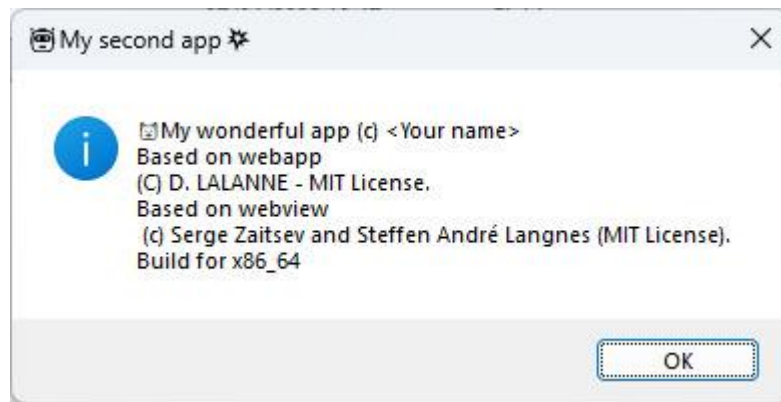 🤖My second app 💥
🐱My wonderful app (c) <Your name>
Based on webapp
(C) D. LALANNE - MIT License.
Based on webview
(c) Serge Zaitsev and Steffen André Langnes (MIT License).
Build for x86_64
OK